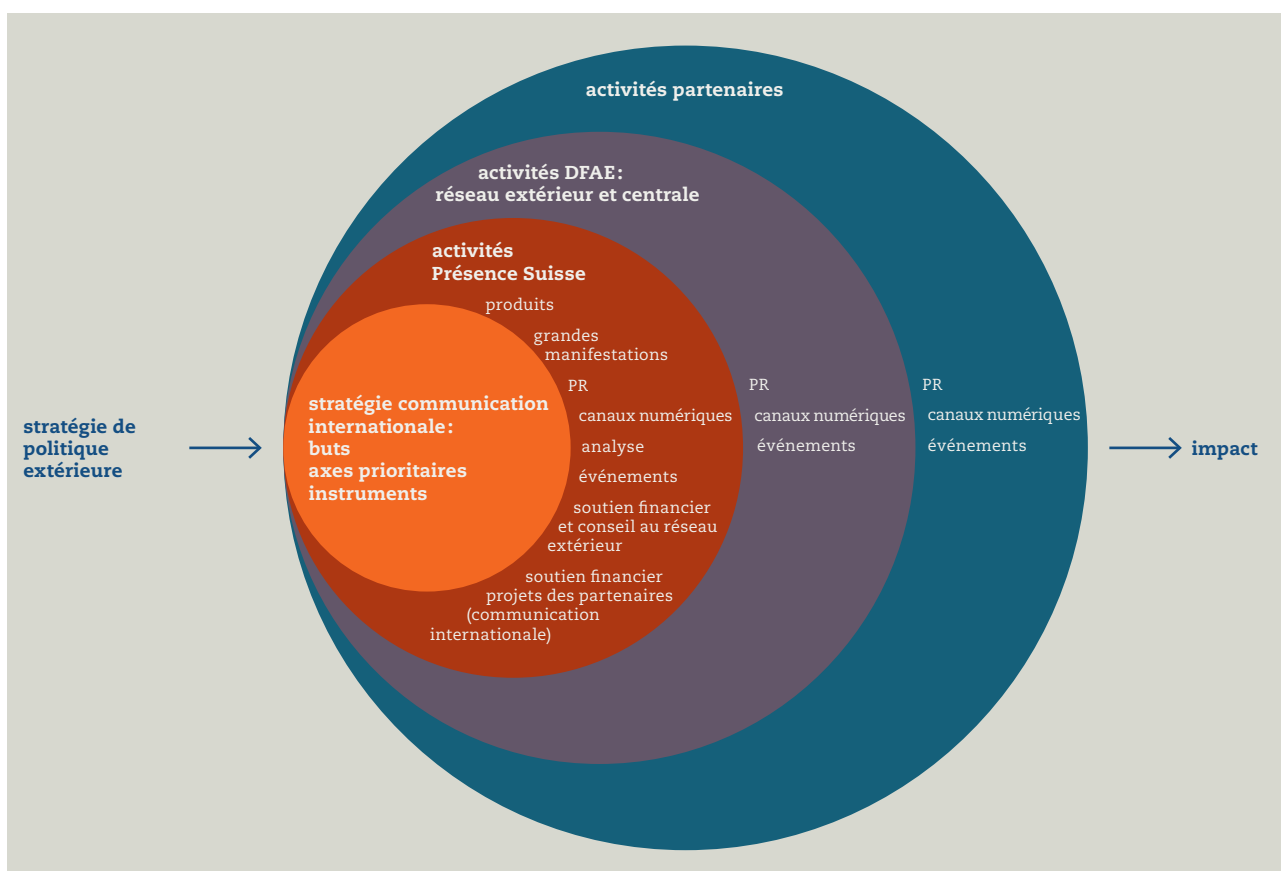 activités partenaires
activités DFAE :
réseau extérieur et centrale
activités
Présence Suisse
produits
grandes
manifestations
stratégie de
politique
extérieure
stratégie communication
internationale :
buts
axes prioritaires
instruments
PR
canaux numériques
analyse
événements
soutien financier
et conseil au réseau
extérieur
soutien financier
projets des partenaires
(communication
internationale)
PR
canaux numériques
événements
PR
canaux numériques
événements
impact